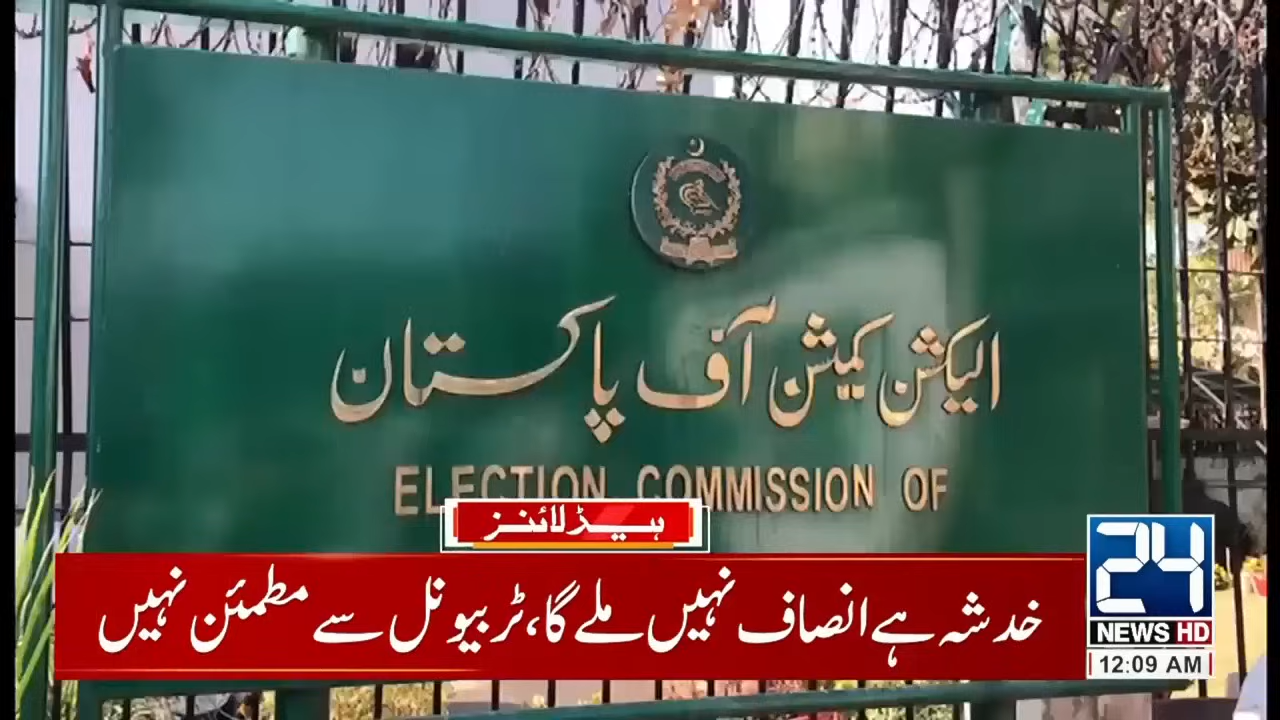 الیکشن کمیشن آف پاکستان
ELECTION COMMISSION OF
ہیڈلائنز
خدشہ ہے انصاف نہیں ملے گا، ٹربیونل سے مطمئن نہیں
24
NEWS HD
12:09 AM